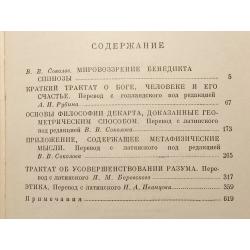 СОДЕРЖАНИЕ
В. В. Соколов. МИРОВОЗЗРЕНИЕ БЕНЕДИКТА
СПИНОЗЫ 5
КРАТКИЙ ТРАКТАТ О БОГЕ, ЧЕЛОВЕКЕ И ЕГО
СЧАСТЬЕ. Перевод с голландского под редакцией
А. И. Рубина 67
ОСНОВЫ ФИЛОСОФИИ ДЕКАРТА, ДОКАЗАННЫЕ ГЕО-
МЕТРИЧЕСКИМ СПОСОБОМ. Перевод с латинского
под редакцией В. В. Соколова 173
ПРИЛОЖЕНИЕ, СОДЕРЖАЩЕЕ МЕТАФИЗИЧЕСКИЕ
МЫСЛИ. Перевод с латинского под редакцией
В. В. Соколова 265
ТРАКТАТ ОБ УСОВЕРШЕНСТВОВАНИИ РАЗУМА. Пере-
вод с латинского Я. М. Боровского 317
ЭТИКА. Перевод с латинского Н. А. Иванцова 359
Примечания 619